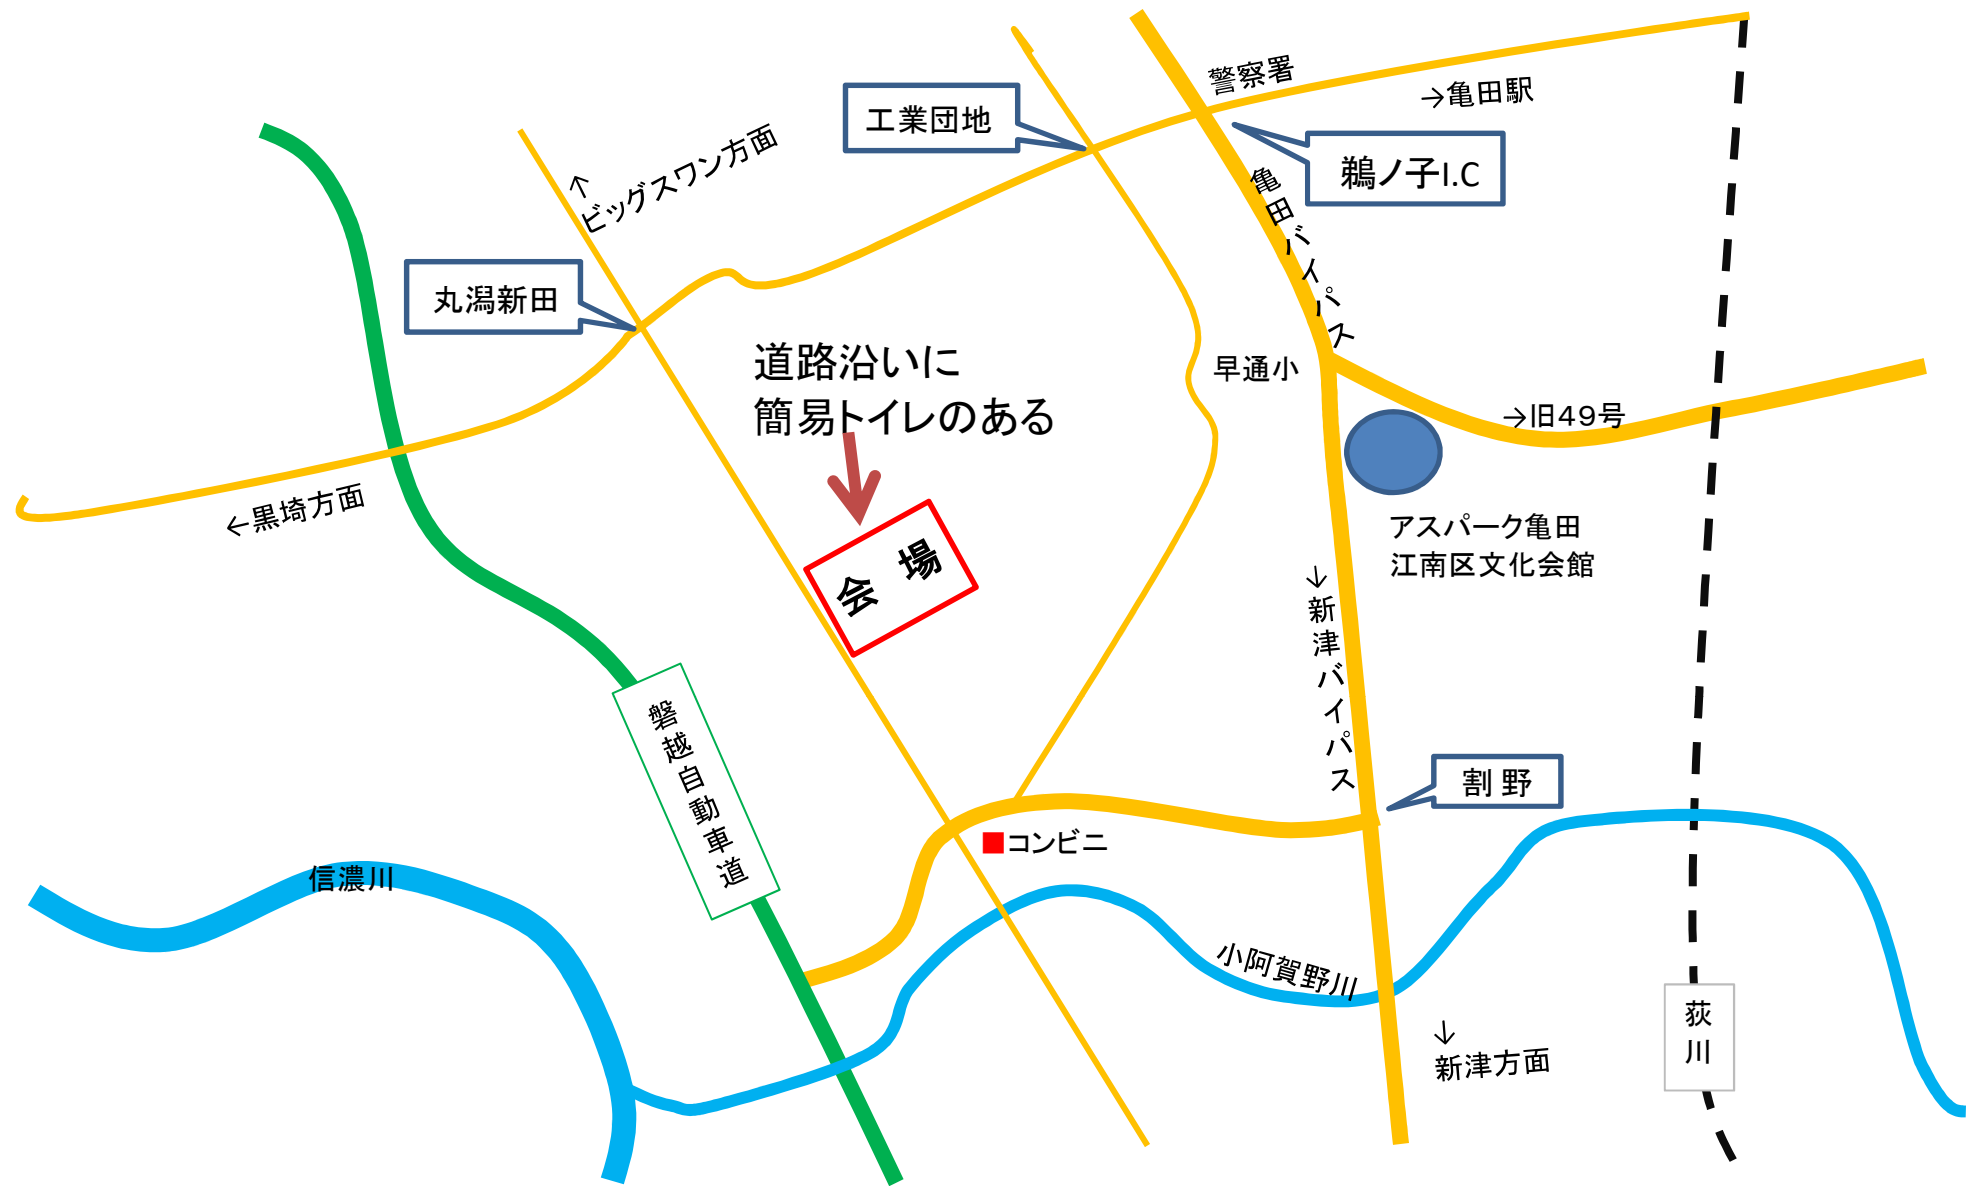 警察署
→亀田駅
工業団地
鵜ノ子I.C
↑
ビッグスワン方面
亀田バイパス
丸潟新田
道路沿いに
簡易トイレのある
早通小
→旧49号
←黒埼方面
アスパーク亀田
江南区文化会館
会 場
↓新津バイパス
磐越自動車道
割 野
コンビニ
信濃川
小阿賀野川
荻川
↓
新津方面